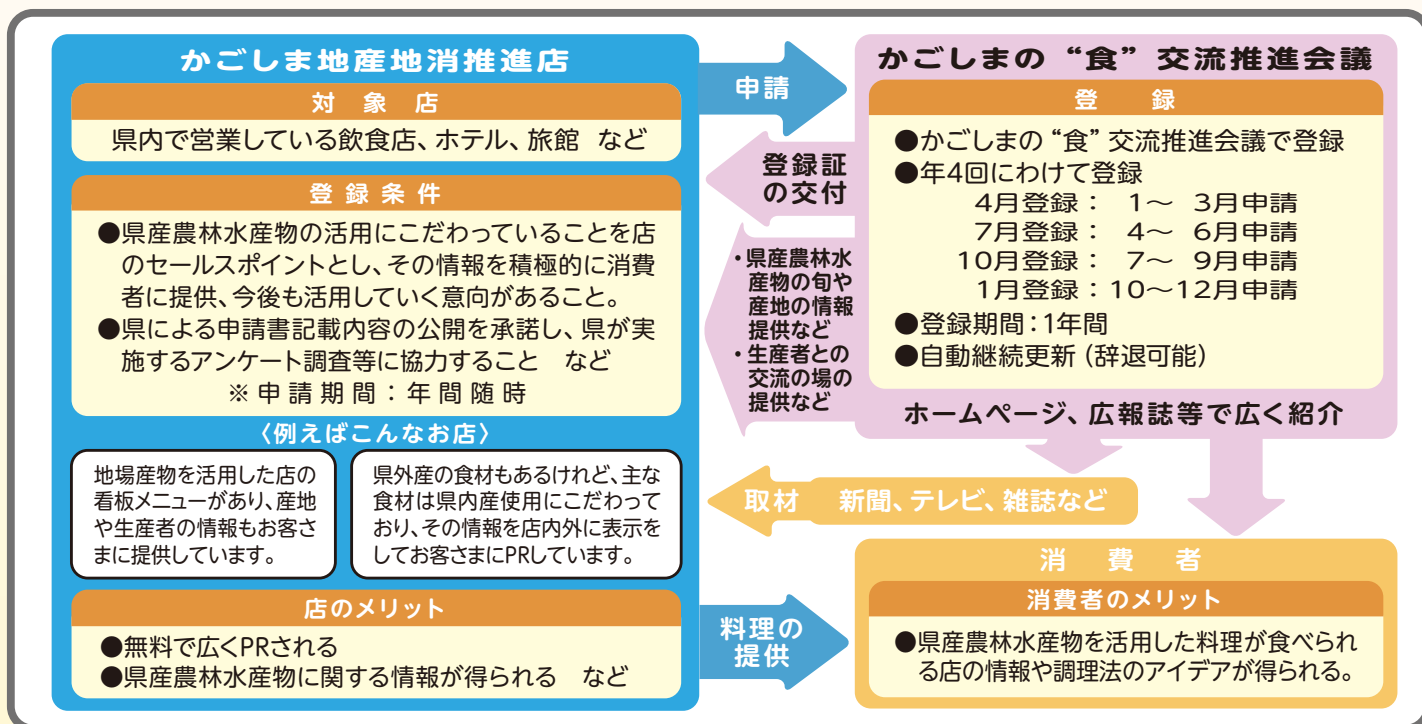 かごしま地産地消推進店
対象店
県内で営業している飲食店、ホテル、旅館 など
登録条件
●県産農林水産物の活用にこだわっていることを店
のセールスポイントとし、その情報を積極的に消費
者に提供、今後も活用していく意向があること。
●県による申請書記載内容の公開を承諾し、県が実
施するアンケート調査等に協力すること など
※申請期間：年間随時
〈例えばこんなお店〉
地場産物を活用した店の
看板メニューがあり、産地
や生産者の情報もお客さ
まに提供しています。
県外産の食材もあるけれど、主な
食材は県内産使用にこだわって
おり、その情報を店内外に表示を
してお客さまにPRしています。
店のメリット
●無料で広くPRされる
●県産農林水産物に関する情報が得られる など
申請
登録証
の交付
・県産農林水
産物の旬や
産地の情報
提供など
・生産者との
交流の場の
提供など
取材 新聞、テレビ、雑誌など
料理の
提供
かごしまの“食”交流推進会議
登録
●かごしまの“食”交流推進会議で登録
●年4回にわけて登録
4月登録： 1〜 3月申請
7月登録： 4〜 6月申請
10月登録： 7〜 9月申請
1月登録：10〜12月申請
●登録期間：1年間
●自動継続更新（辞退可能）
ホームページ、広報誌等で広く紹介
消費者
消費者のメリット
●県産農林水産物を活用した料理が食べられ
る店の情報や調理法のアイデアが得られる。